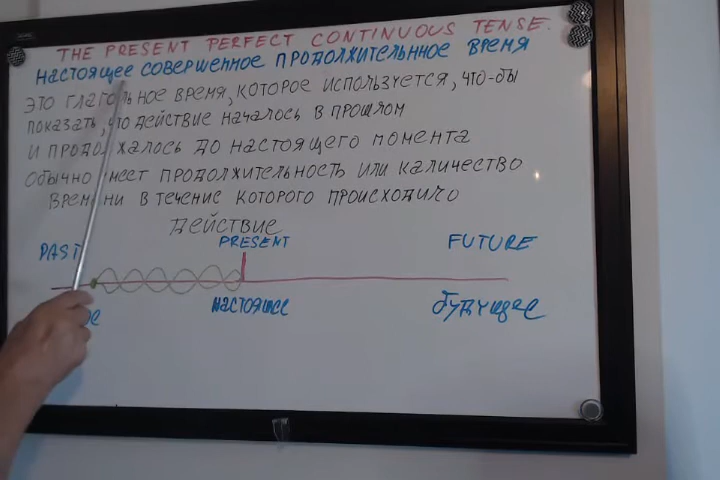 THE PRESENT PERFECT CONTINUOUS TENSE.
НАСТОЯЩЕЕ СОВЕРШЕННОЕ ПРОДОЛЖИТЕЛЬННОЕ ВРЕМЯ
ЭТО ГЛАГОЛЬНОЕ ВРЕМЯ, КОТОРОЕ ИСПОЛЬЗУЕТСЯ, ЧТО-БЫ
ПОКАЗАТЬ, ЧТО ДЕЙСТВИЕ НАЧАЛОСЬ В ПРОШЛОМ
И ПРОДОЛЖАЛОСЬ ДО НАСТОЯЩЕГО МОМЕНТА
ОБЫЧНО ИМЕЕТ ПРОДОЛЖИТЕЛЬНОСТЬ ИЛИ КАЛИЧЕСТВО
ВРЕМЕНИ В ТЕЧЕНИЕ КОТОРОГО ПРОИСХОДИЛО
ДЕЙСТВИЕ
PAST PRESENT FUTURE
НАСТОЯЩЕЕ БУДУЩЕЕ